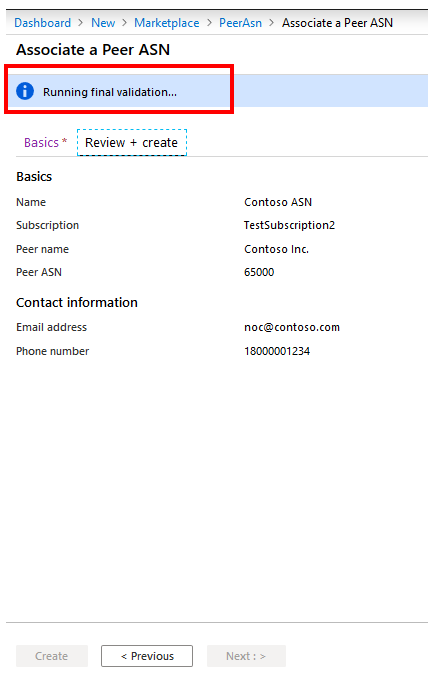 Dashboard > New > Marketplace > PeerAsn > Associate a Peer ASN
Associate a Peer ASN
Running final validation...
Basics * Review + create
Basics
Name Contoso ASN
Subscription TestSubscription2
Peer name Contoso Inc.
Peer ASN 65000
Contact information
Email address noc@contoso.com
Phone number 18000001234
Create < Previous Next : >